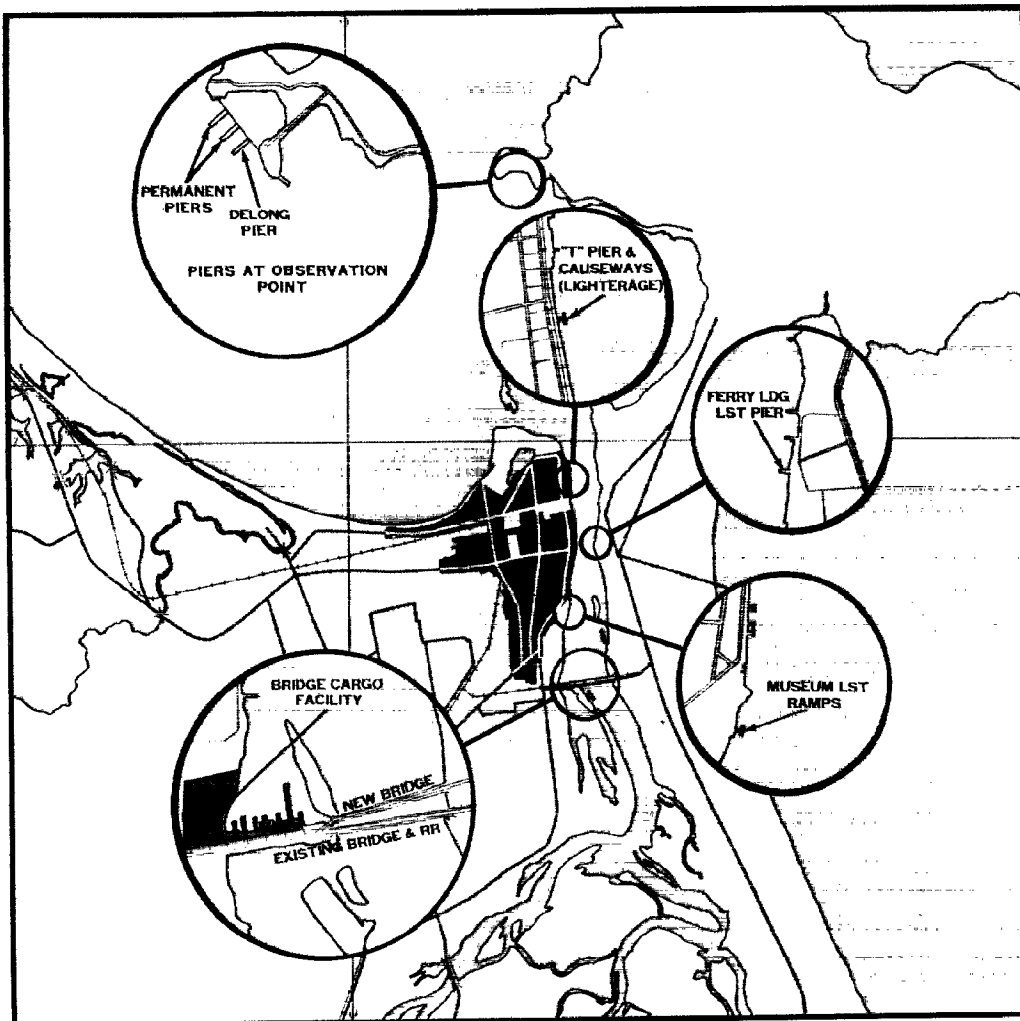 PERMANENT
PIERS
DELONG
PIER
PIERS AT OBSERVATION
POINT
"T" PIER &
CAUSEWAYS
(LIGHTERAGE)
FERRY LDG
LST PIER
MUSEUM LST
RAMPS
BRIDGE CARGO
FACILITY
NEW BRIDGE
EXISTING BRIDGE & RR